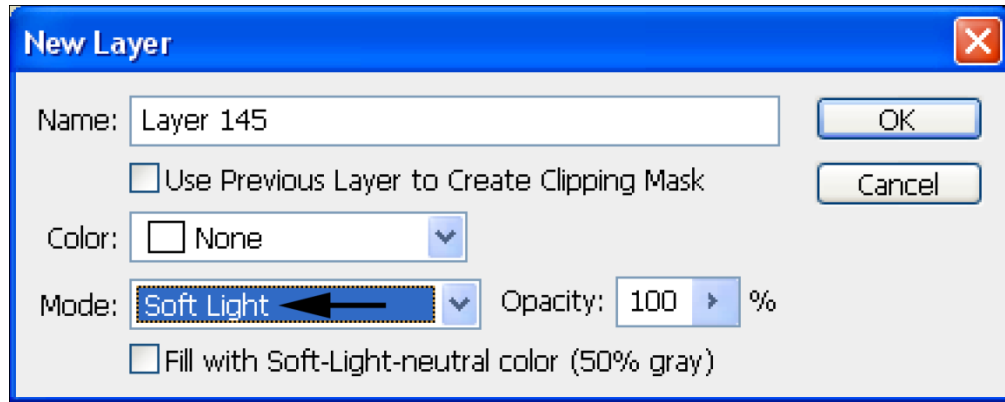 New Layer
Name: Layer 145 OK
Use Previous Layer to Create Clipping Mask Cancel
Color: None
Mode: Soft Light Opacity: 100 %
Fill with Soft-Light-neutral color (50% gray)